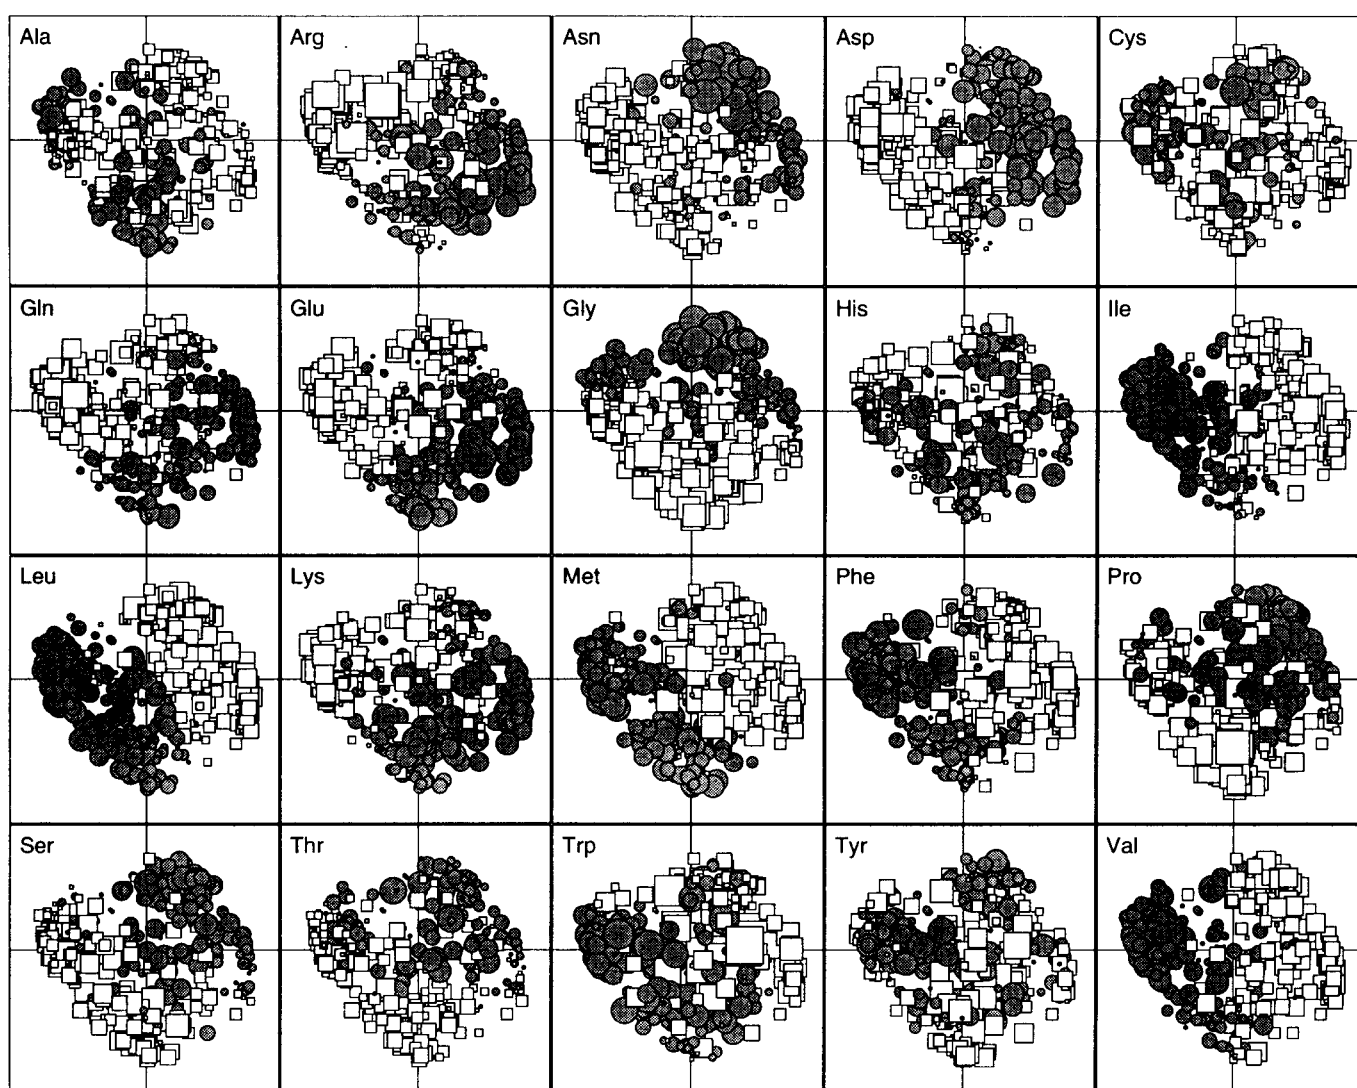 Ala Arg Asn Asp Cys
Gln Glu Gly His Ile
Leu Lys Met Phe Pro
Ser Thr Trp Tyr Val